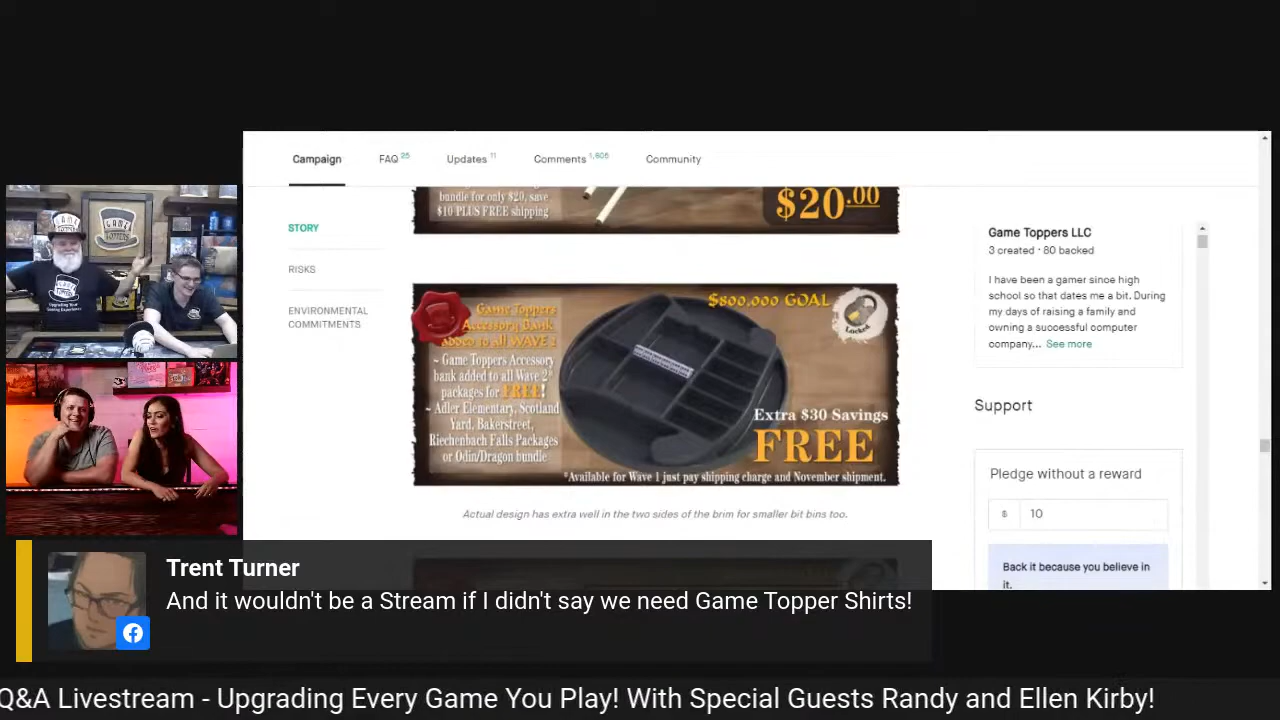 Campaign
FAQ 25
Updates 11
Comments 1,606
Community
STORY
RISKS
ENVIRONMENTAL
COMMITMENTS
bundle for only $20, save
$10 PLUS FREE shipping
$20.00
$800,000 GOAL
Locked
Game Toppers
Accessory Bank
added to all WAVE 2
~ Game Toppers Accessory
bank added to all Wave 2*
packages for FREE!
~ Adler Elementary, Scotland
Yard, Bakerstreet,
Riechenbach Falls Packages
or Odin/Dragon bundle
Extra $30 Savings
FREE
*Available for Wave 1 just pay shipping charge and November shipment.
Actual design has extra well in the two sides of the brim for smaller bit bins too.
Game Toppers LLC
3 created · 80 backed
I have been a gamer since high
school so that dates me a bit. During
my days of raising a family and
owning a successful computer
company... See more
Support
Pledge without a reward
$ 10
Back it because you believe in
it.
GAME
TOPPERS
Trent Turner
And it wouldn't be a Stream if I didn't say we need Game Topper Shirts!
Q&A Livestream - Upgrading Every Game You Play! With Special Guests Randy and Ellen Kirby!